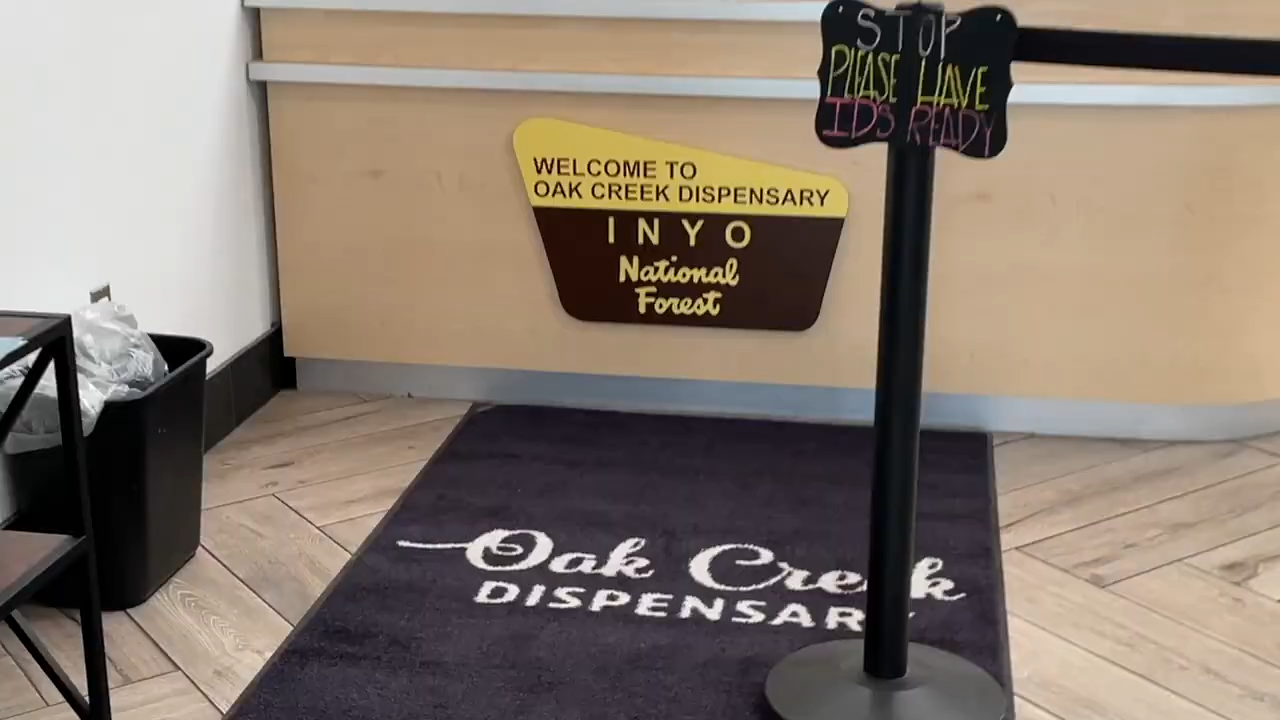 STOP
PLEASE HAVE
IDS READY
WELCOME TO
OAK CREEK DISPENSARY
INYO
National
Forest
Oak Creek
DISPENSARY